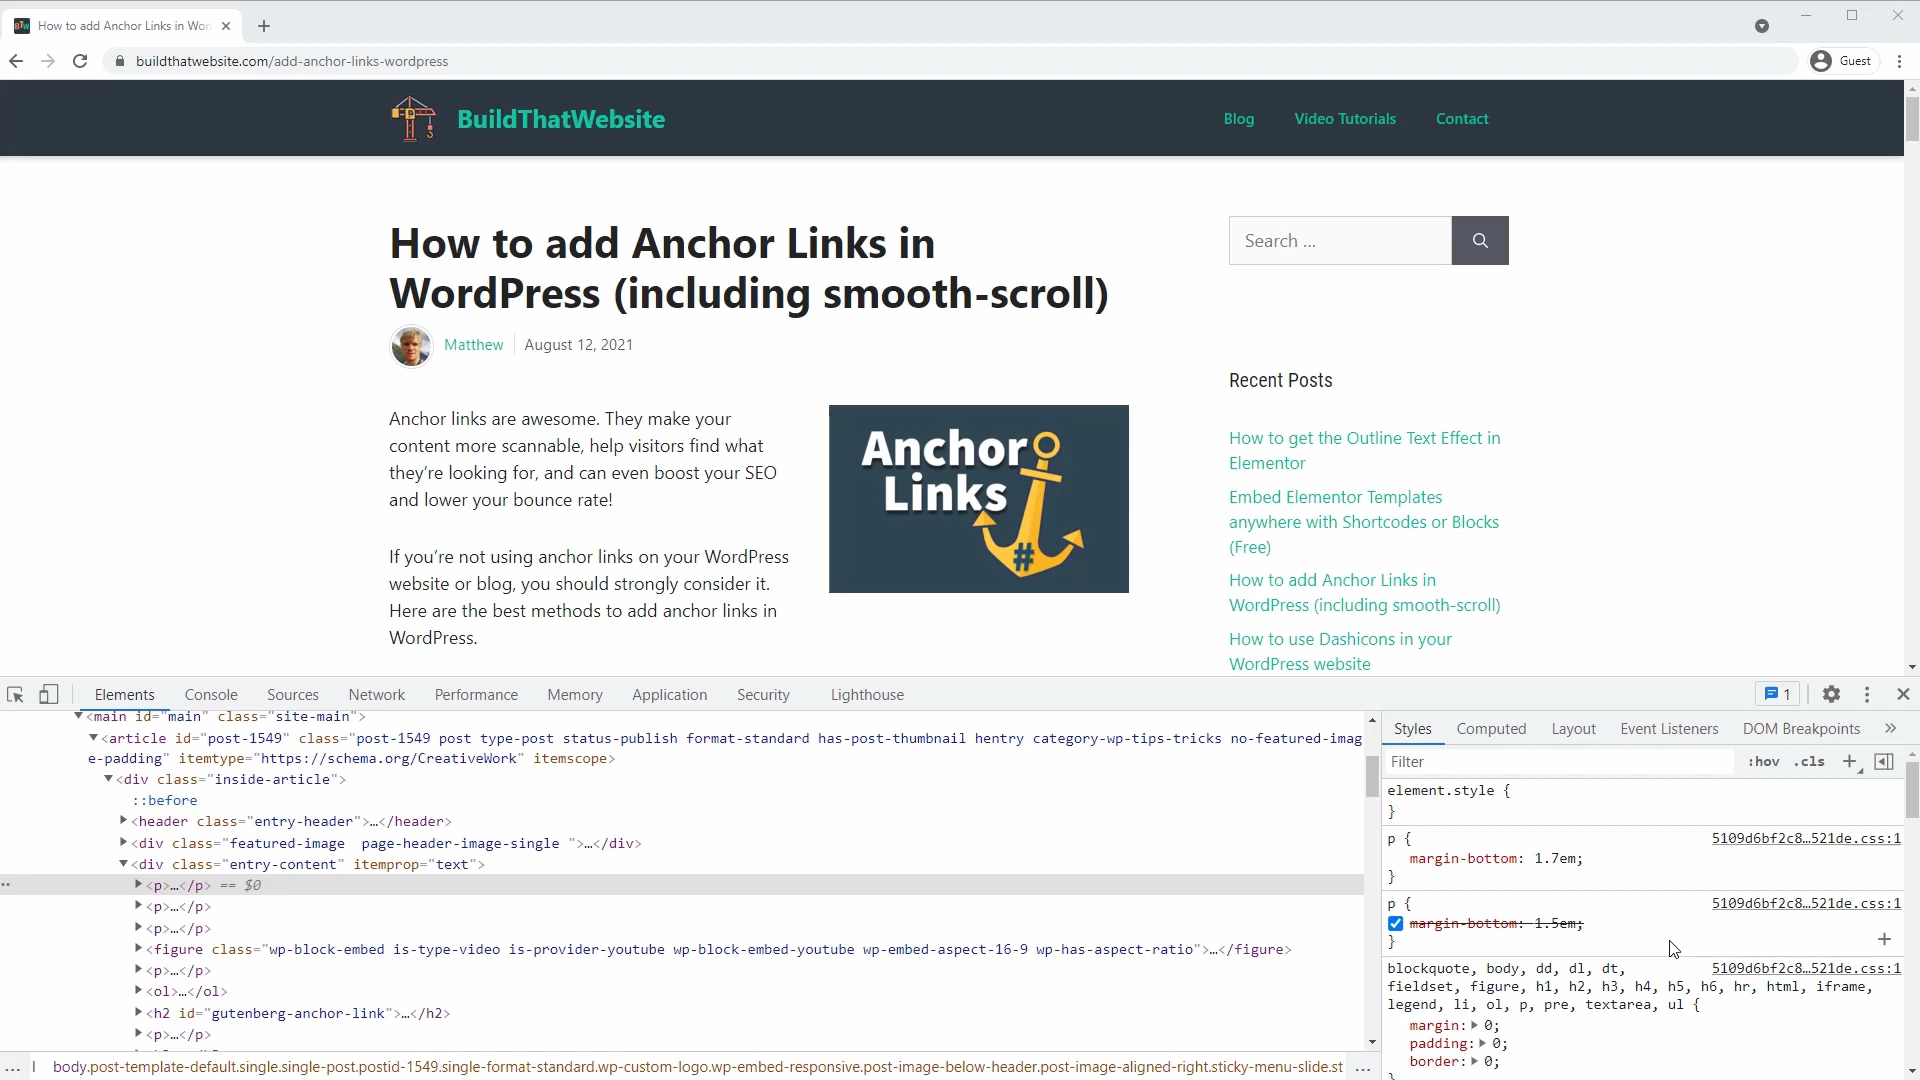 How to add Anchor Links in Wor
buildthatwebsite.com/add-anchor-links-wordpress
Guest
BuildThatWebsite
Blog
Video Tutorials
Contact
How to add Anchor Links in
WordPress (including smooth-scroll)
Matthew
August 12, 2021
Anchor links are awesome. They make your
content more scannable, help visitors find what
they’re looking for, and can even boost your SEO
and lower your bounce rate!
If you’re not using anchor links on your WordPress
website or blog, you should strongly consider it.
Here are the best methods to add anchor links in
WordPress.
Anchor
Links
#
Search ...
Recent Posts
How to get the Outline Text Effect in
Elementor
Embed Elementor Templates
anywhere with Shortcodes or Blocks
(Free)
How to add Anchor Links in
WordPress (including smooth-scroll)
How to use Dashicons in your
WordPress website
Elements
Console
Sources
Network
Performance
Memory
Application
Security
Lighthouse
1
<main id="main" class="site-main">
<article id="post-1549" class="post-1549 post type-post status-publish format-standard has-post-thumbnail hentry category-wp-tips-tricks no-featured-imag
e-padding" itemtype="https://schema.org/CreativeWork" itemscope>
<div class="inside-article">
::before
<header class="entry-header">…</header>
<div class="featured-image  page-header-image-single ">…</div>
<div class="entry-content" itemprop="text">
<p>…</p> == $0
<p>…</p>
<p>…</p>
<figure class="wp-block-embed is-type-video is-provider-youtube wp-block-embed-youtube wp-embed-aspect-16-9 wp-has-aspect-ratio">…</figure>
<p>…</p>
<ol>…</ol>
<h2 id="gutenberg-anchor-link">…</h2>
<p>…</p>
... body.post-template-default.single.single-post.postid-1549.single-format-standard.wp-custom-logo.wp-embed-responsive.post-image-below-header.post-image-aligned-right.sticky-menu-slide.st ...
Styles
Computed
Layout
Event Listeners
DOM Breakpoints
Filter
:hov
.cls
element.style {
}
p {
5109d6bf2c8…521de.css:1
margin-bottom: 1.7em;
}
p {
5109d6bf2c8…521de.css:1
margin-bottom: 1.5em;
}
blockquote, body, dd, dl, dt,
5109d6bf2c8…521de.css:1
fieldset, figure, h1, h2, h3, h4, h5, h6, hr, html, iframe,
legend, li, ol, p, pre, textarea, ul {
margin: 0;
padding: 0;
border: 0;
}